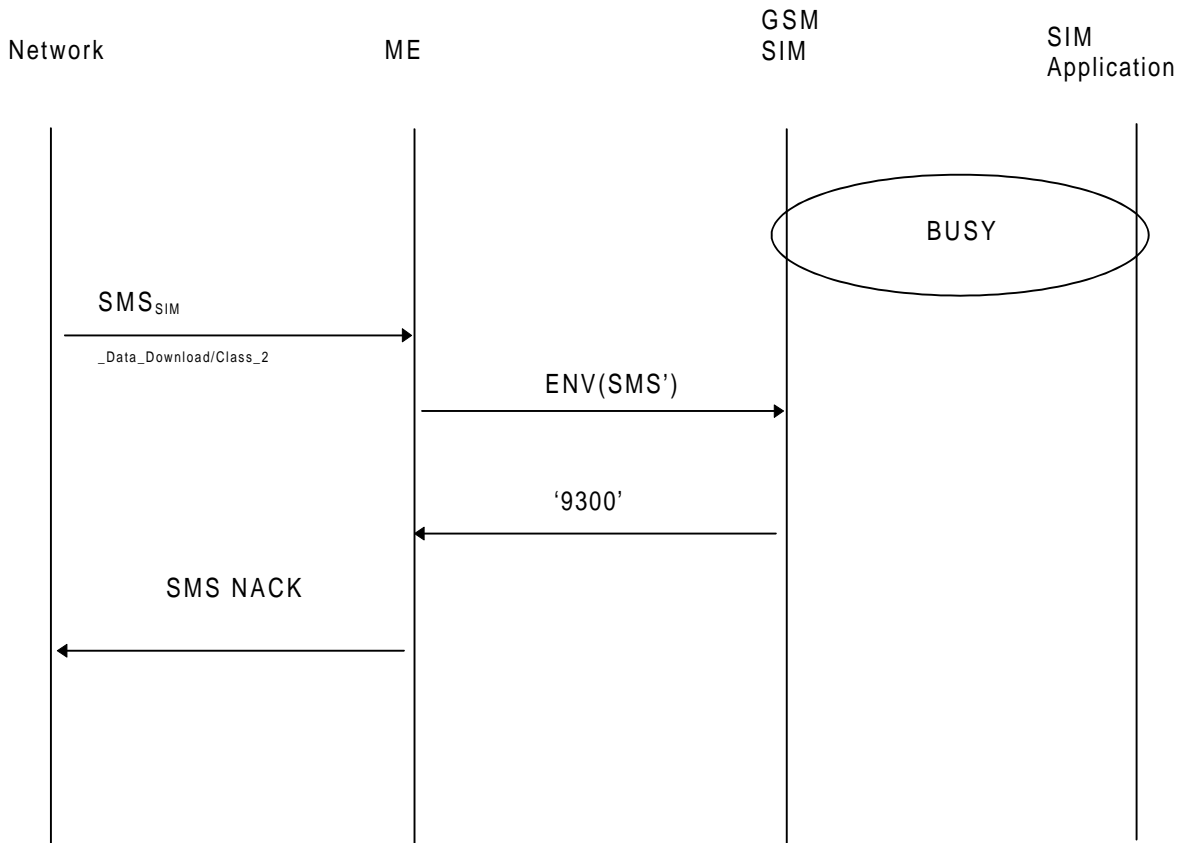 Network
ME
GSM
SIM
SIM
Application
BUSY
SMSSIM
_Data_Download/Class_2
ENV(SMS’)
‘9300’
SMS NACK